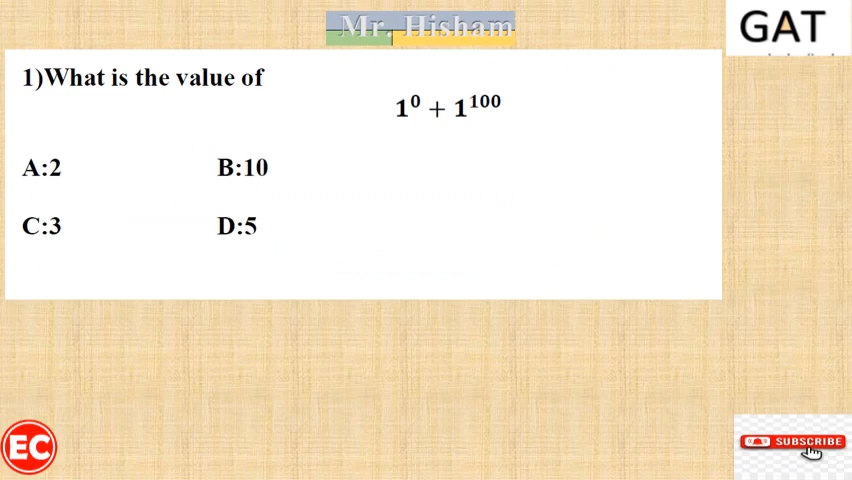 Mr. Hisham
GAT
1)What is the value of
1⁰ + 1¹⁰⁰
A:2 B:10
C:3 D:5
EC
SUBSCRIBE